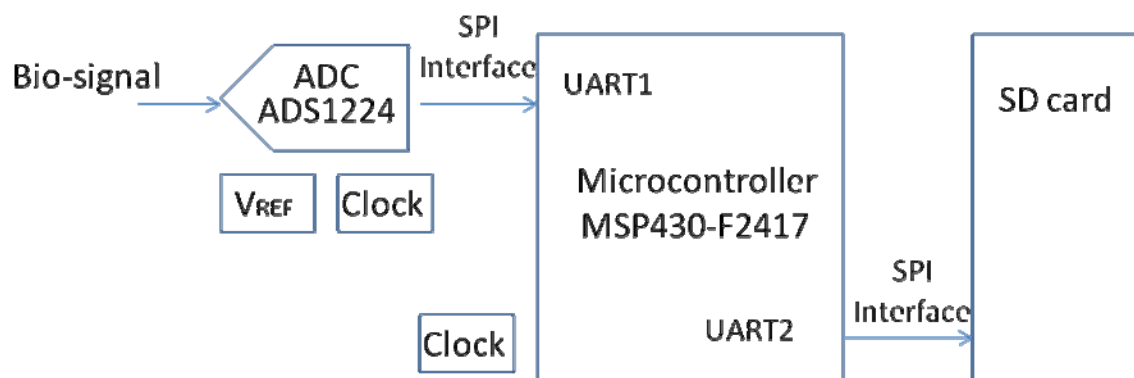 Bio-signal
ADC
ADS1224
SPI
Interface
UART1
SD card
VREF
Clock
Microcontroller
MSP430-F2417
SPI
Interface
Clock
UART2